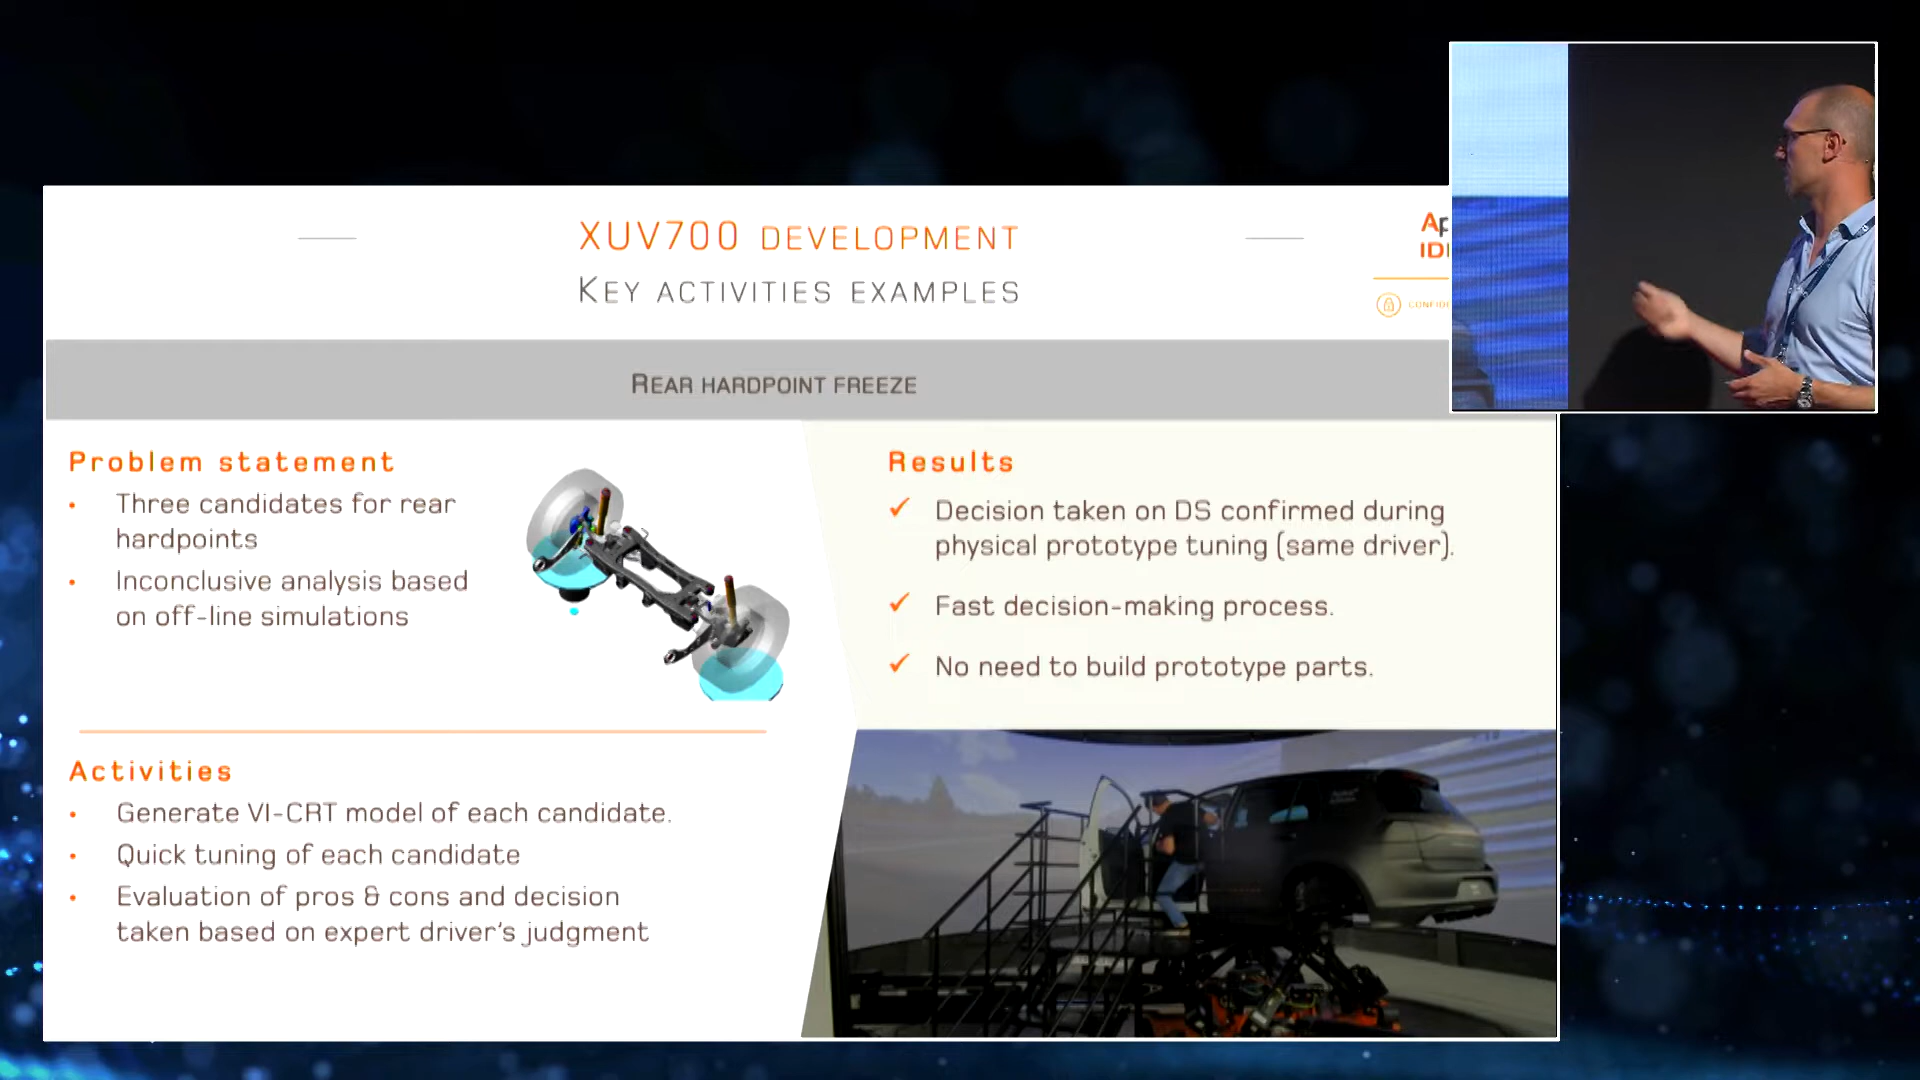 XUV700 DEVELOPMENT
KEY ACTIVITIES EXAMPLES
REAR HARDPOINT FREEZE
Problem statement
• Three candidates for rear
hardpoints
• Inconclusive analysis based
on off-line simulations
Activities
• Generate VI-CRT model of each candidate.
• Quick tuning of each candidate
• Evaluation of pros & cons and decision
taken based on expert driver's judgment
Results
✓ Decision taken on DS confirmed during
physical prototype tuning (same driver).
✓ Fast decision-making process.
✓ No need to build prototype parts.